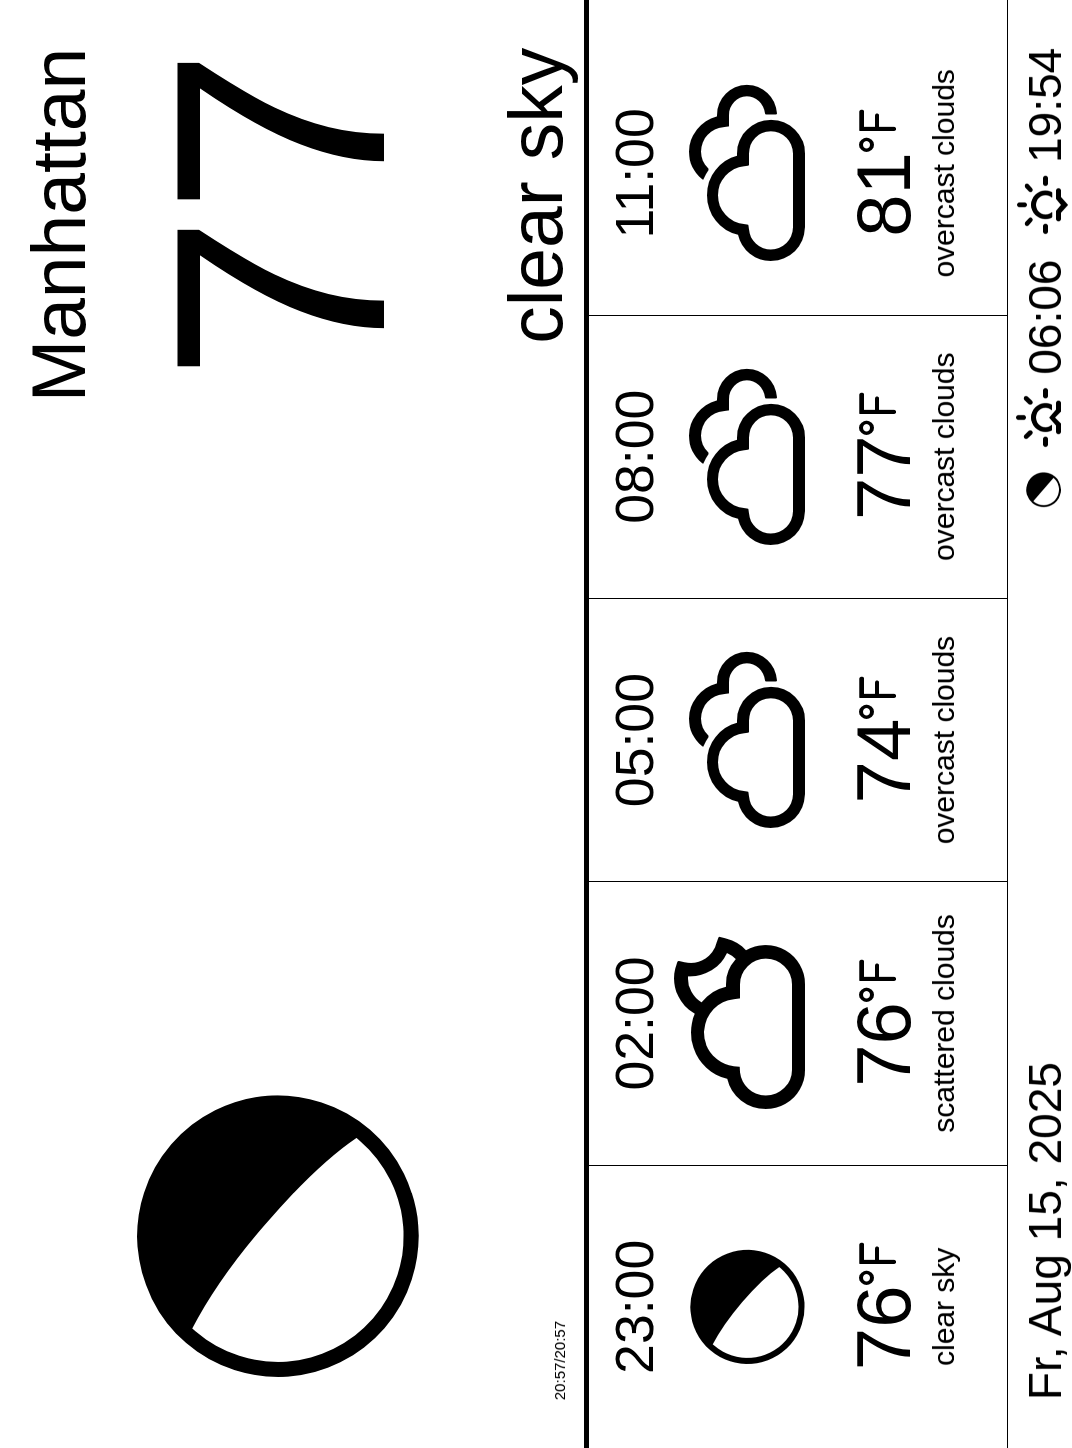 Manhattan
77
clear sky
20:57/20:57
23:00
76°F
clear sky
02:00
76°F
scattered clouds
05:00
74°F
overcast clouds
08:00
77°F
overcast clouds
11:00
81°F
overcast clouds
Fr, Aug 15, 2025 06:06 19:54